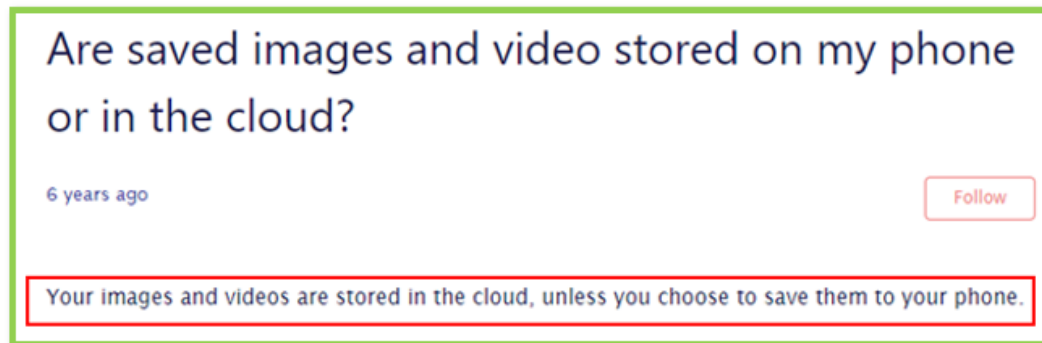 Are saved images and video stored on my phone
or in the cloud?
6 years ago
Follow
Your images and videos are stored in the cloud, unless you choose to save them to your phone.